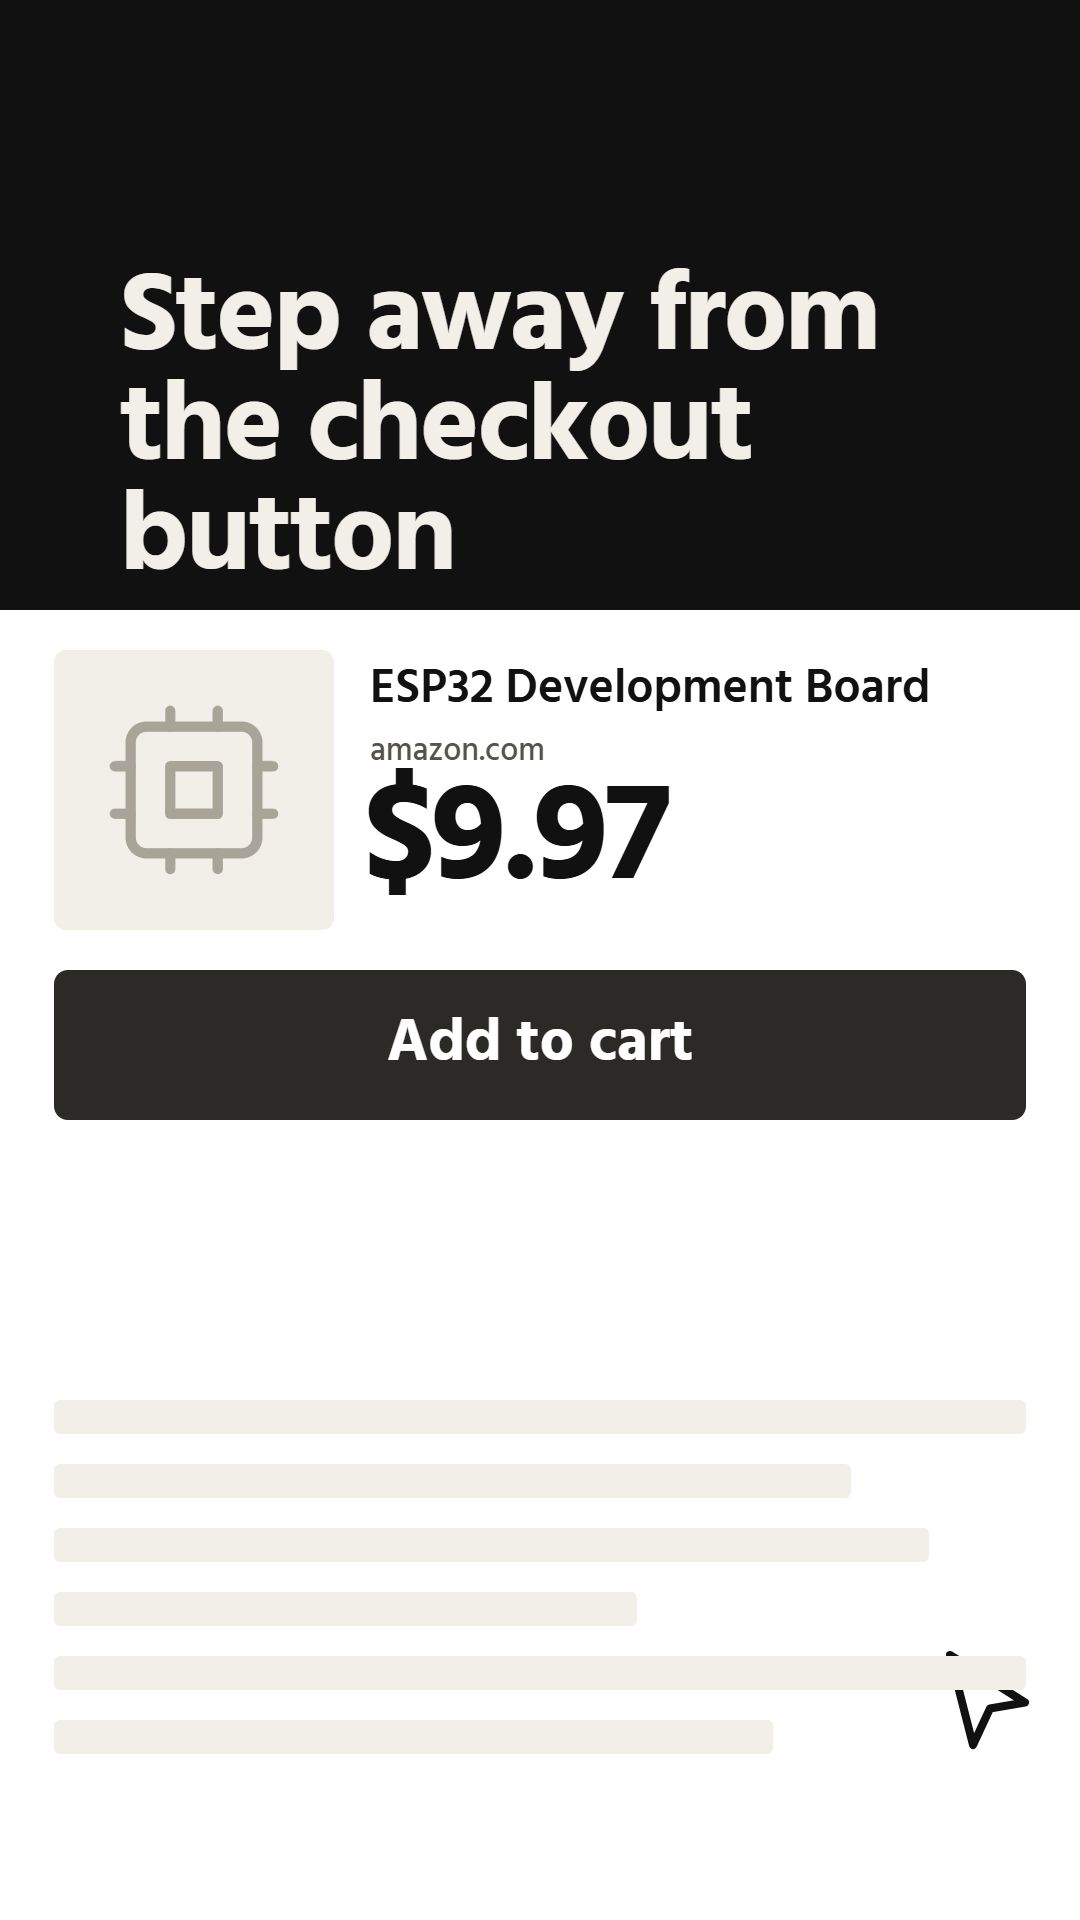 Step away from
the checkout
button
ESP32 Development Board
amazon.com
$9.97
Add to cart